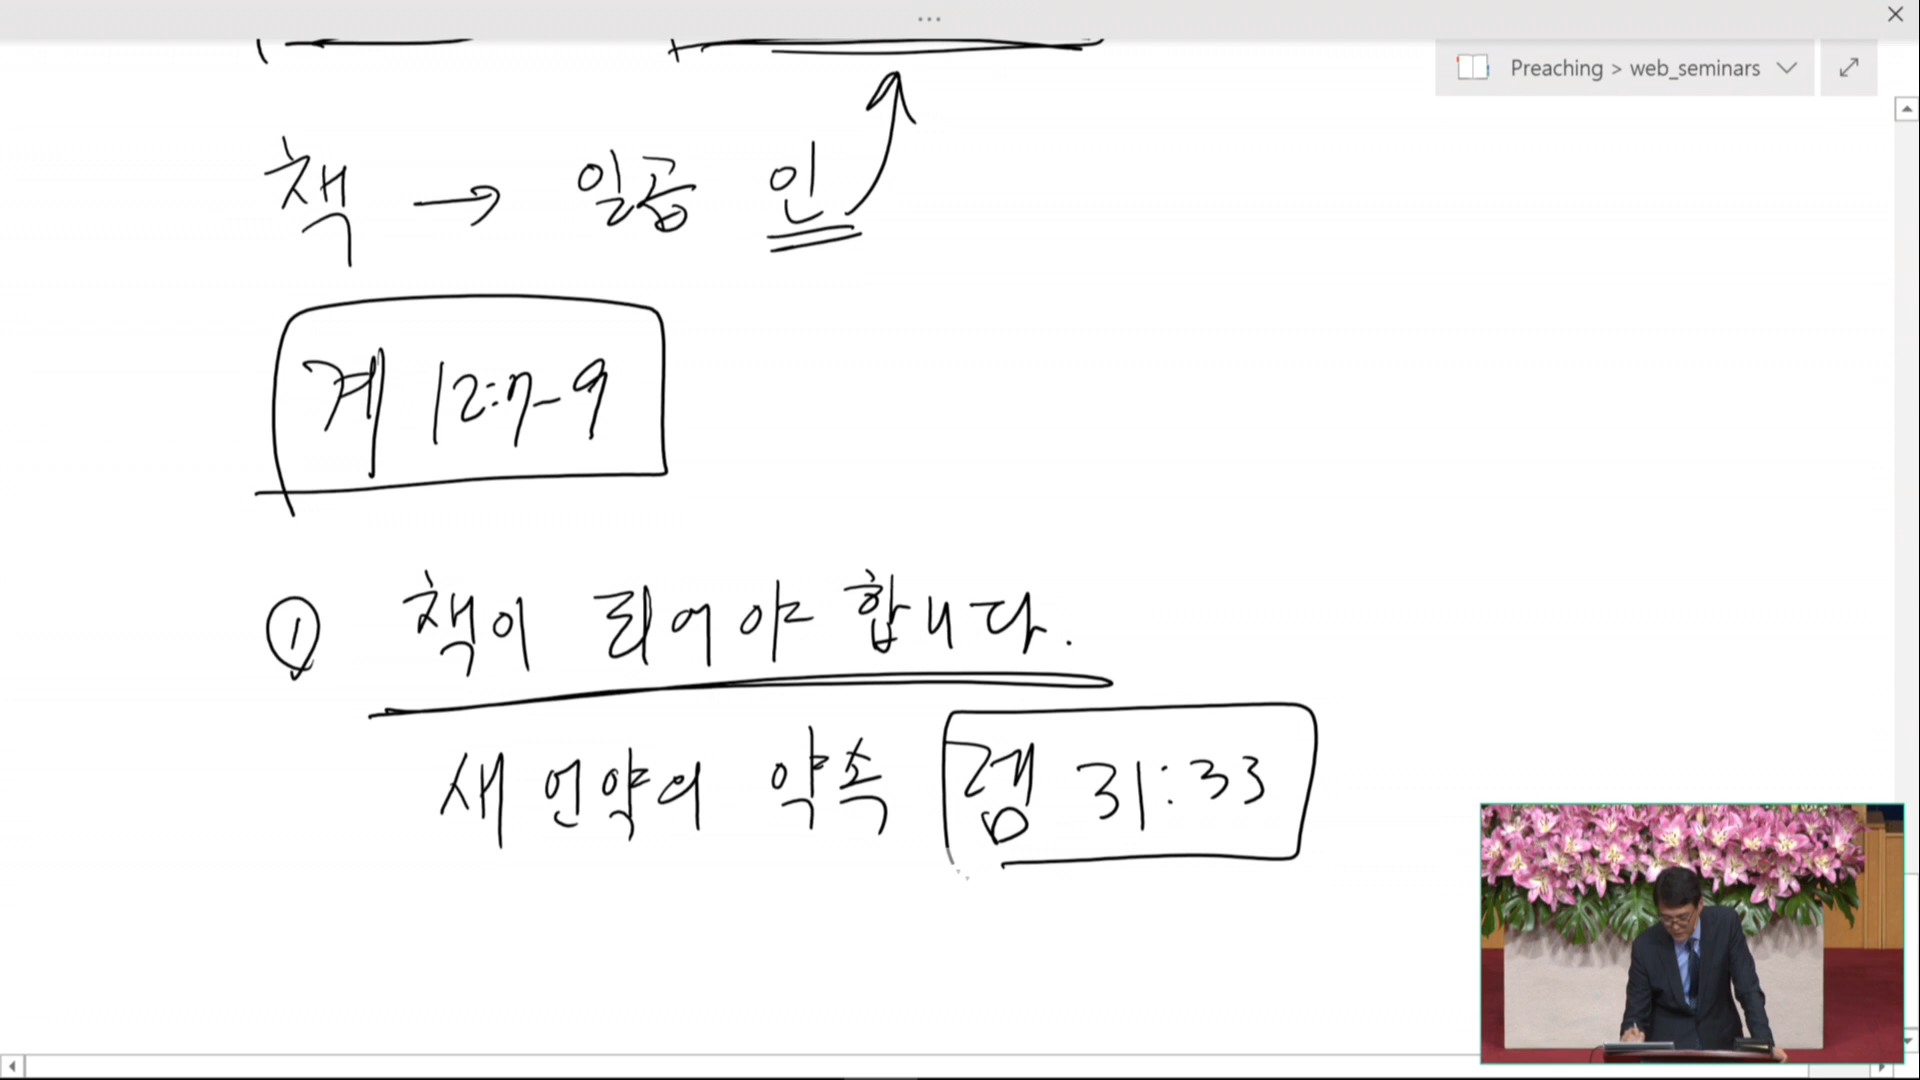 Preaching > web_seminars
책 → 일곱 인
계 12:7-9
① 책이 되어야 합니다.
새 언약의 약속 렘 31:33